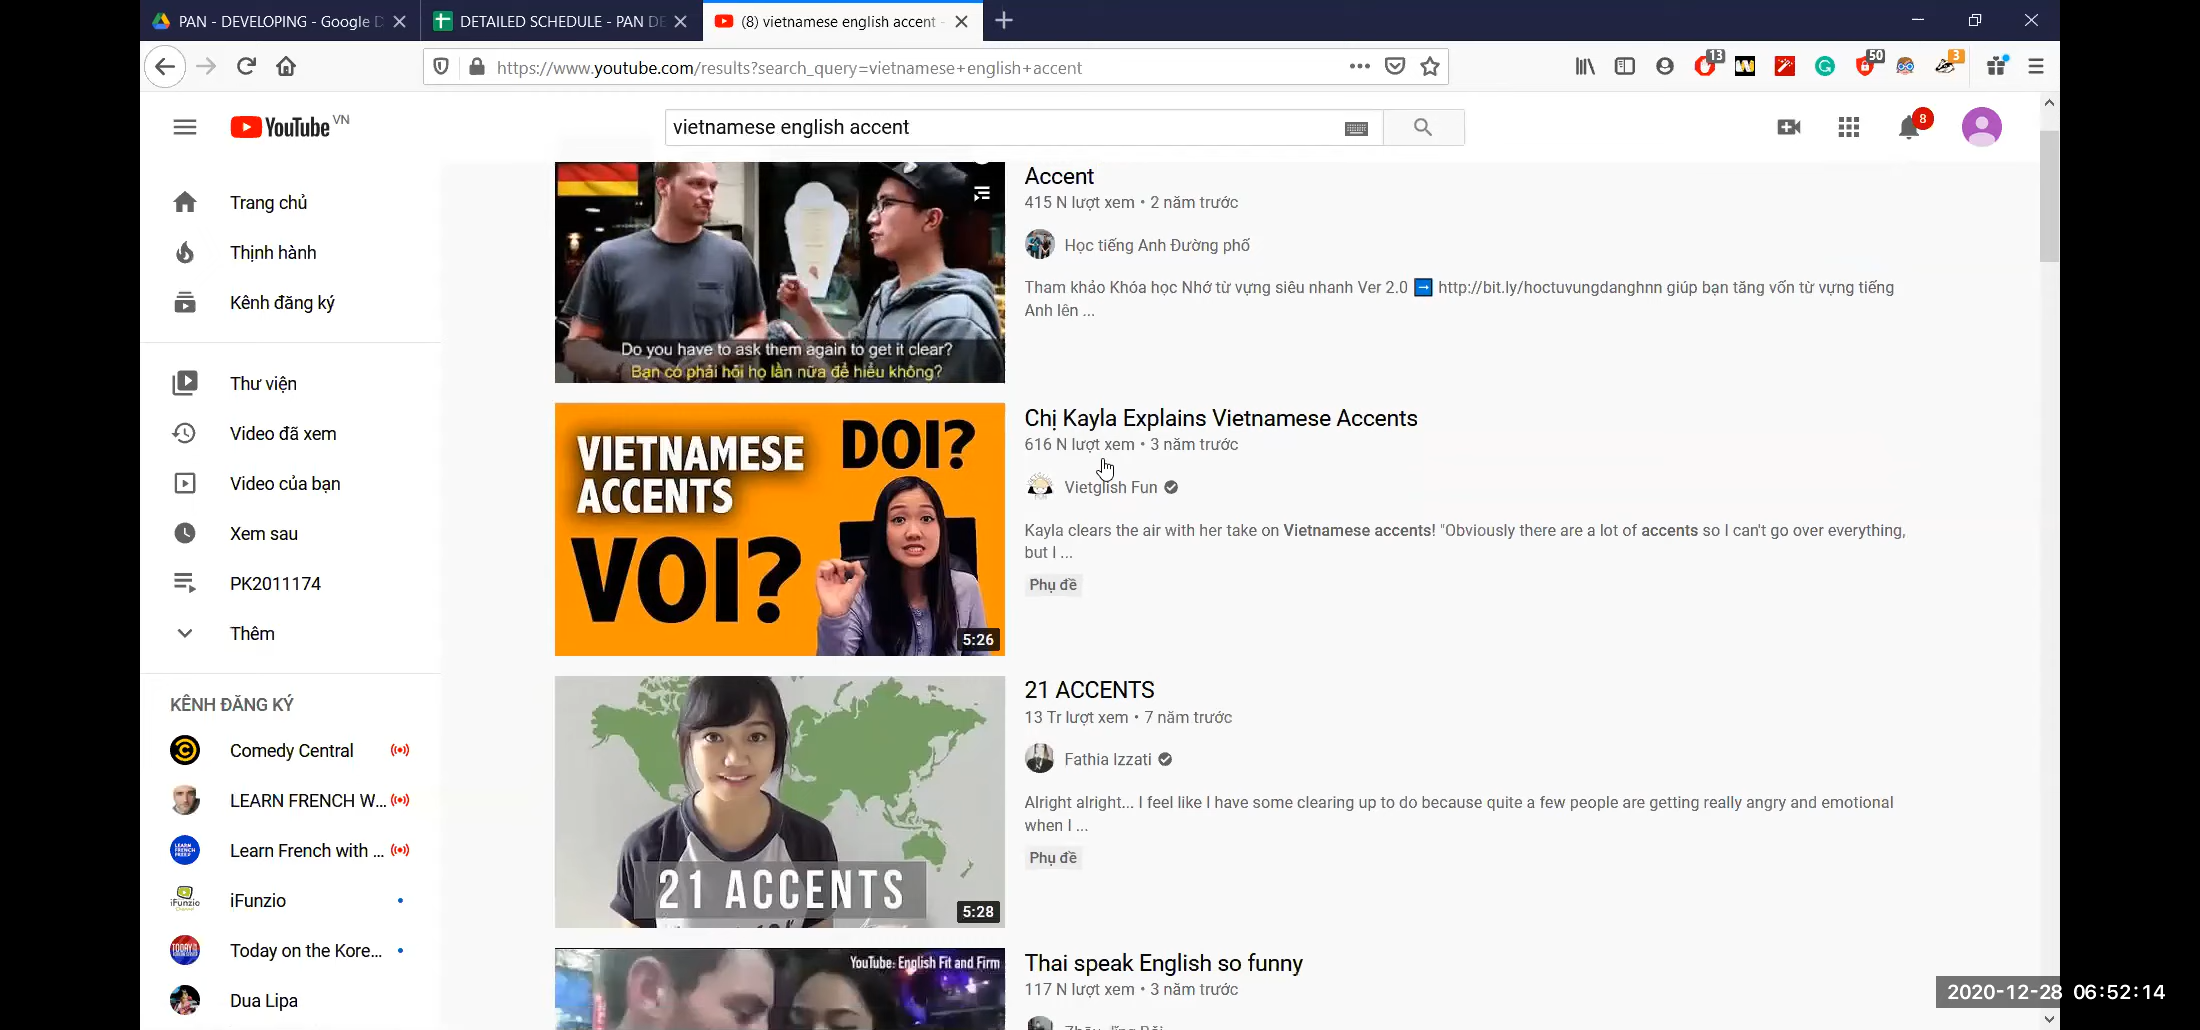 PAN - DEVELOPING - Google D
DETAILED SCHEDULE - PAN DE
(8) vietnamese english accent -
https://www.youtube.com/results?search_query=vietnamese+english+accent
13
50
3
YouTube VN
vietnamese english accent
8
Trang chủ
Thịnh hành
Kênh đăng ký
Thư viện
Video đã xem
Video của bạn
Xem sau
PK2011174
Thêm
KÊNH ĐĂNG KÝ
Comedy Central
LEARN FRENCH W...
Learn French with ...
iFunzio
Today on the Kore...
Dua Lipa
Do you have to ask them again to get it clear?
Bạn có phải hỏi họ lần nữa để hiểu không?
Accent
415 N lượt xem • 2 năm trước
Học tiếng Anh Đường phố
Tham khảo Khóa học Nhớ từ vựng siêu nhanh Ver 2.0 ➡ http://bit.ly/hoctuvungdanghnn giúp bạn tăng vốn từ vựng tiếng
Anh lên ...
VIETNAMESE
ACCENTS
DOI?
VOI?
5:26
Chị Kayla Explains Vietnamese Accents
616 N lượt xem • 3 năm trước
Vietglish Fun
Kayla clears the air with her take on Vietnamese accents! "Obviously there are a lot of accents so I can't go over everything,
but I ...
Phụ đề
21 ACCENTS
5:28
21 ACCENTS
13 Tr lượt xem • 7 năm trước
Fathia Izzati
Alright alright... I feel like I have some clearing up to do because quite a few people are getting really angry and emotional
when I ...
Phụ đề
YouTube: English Fit and Firm
Thai speak English so funny
117 N lượt xem • 3 năm trước
2020-12-28 06:52:14